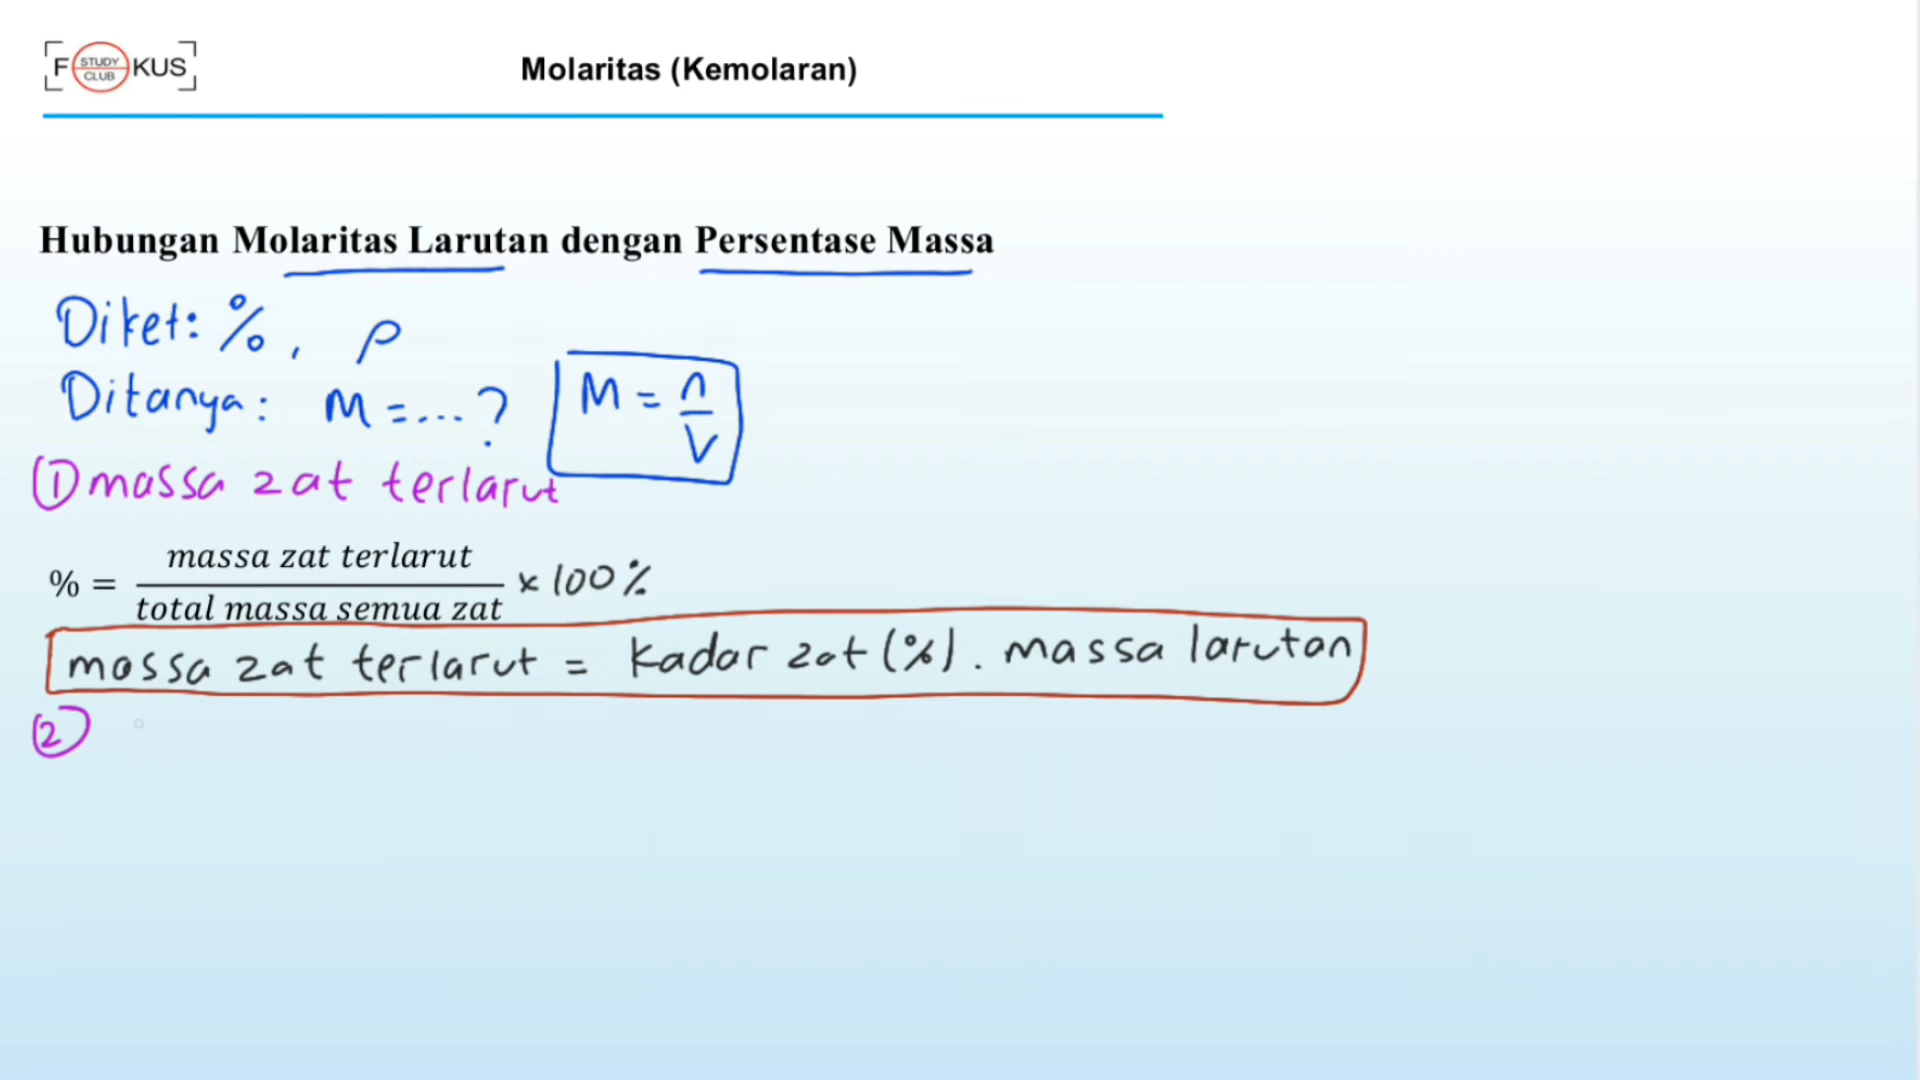 FOKUS STUDY CLUB
Molaritas (Kemolaran)
Hubungan Molaritas Larutan dengan Persentase Massa
Diket: %, ρ
Ditanya: M = ... ?
M = n/V
① massa zat terlarut
% = massa zat terlarut / total massa semua zat × 100 %
massa zat terlarut = kadar zat (%) . massa larutan
②